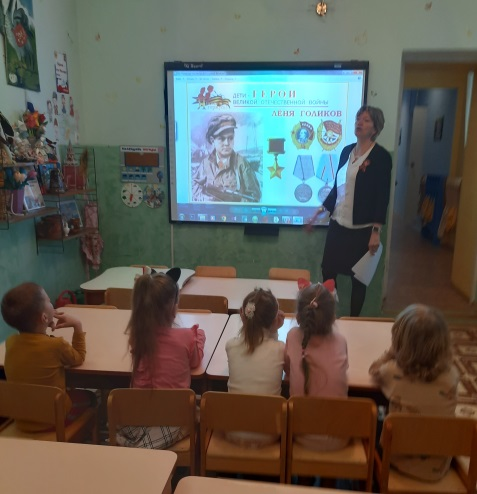 ДЕТИ ГЕРОИ
ВЕЛИКОЙ ОТЕЧЕСТВЕННОЙ ВОЙНЫ
ЛЕНЯ ГОЛИКОВ